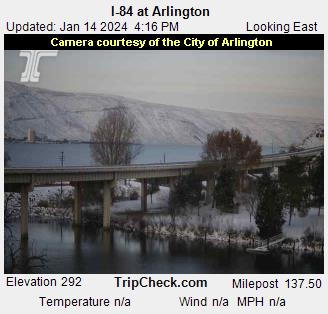 I-84 at Arlington
Updated: Jan 14 2024 4:16 PM Looking East
Camera courtesy of the City of Arlington
Elevation 292 TripCheck.com Milepost 137.50
Temperature n/a Wind n/a MPH n/a